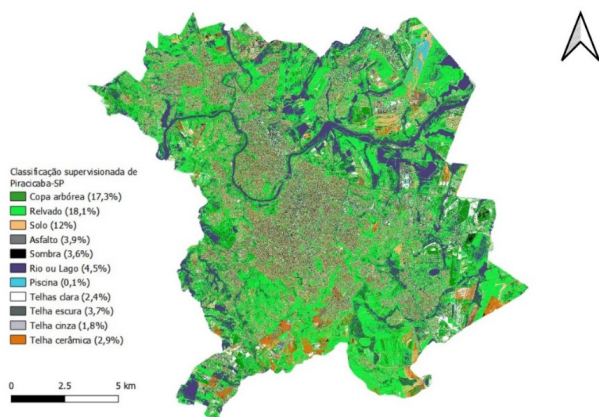 Classificação supervisionada de
Piracicaba-SP
Copa arbórea (17,3%)
Relvado (18,1%)
Solo (12%)
Asfalto (3,9%)
Sombra (3,6%)
Rio ou Lago (4,5%)
Piscina (0,1%)
Telhas clara (2,4%)
Telha escura (3,7%)
Telha cinza (1,8%)
Telha cerâmica (2,9%)
0 2.5 5 km